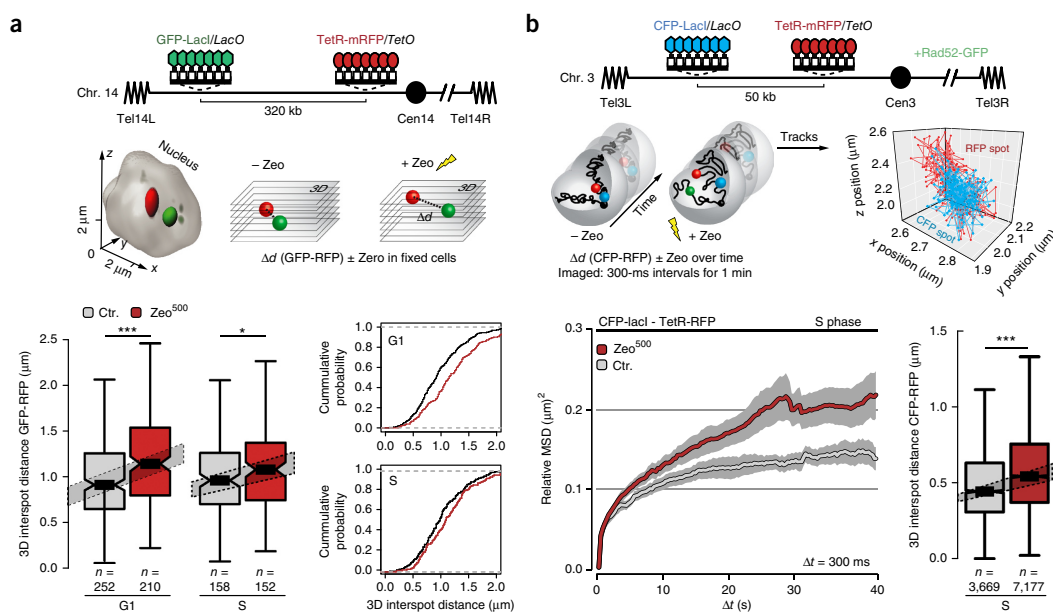 a
GFP-LacI/LacO
TetR-mRFP/TetO
Chr. 14
320 kb
Tel14L
Cen14
Tel14R
z
Nucleus
2 μm
0
2 μm
y
x
– Zeo
3D
+ Zeo
3D
Δd
Δd (GFP-RFP) ± Zero in fixed cells
Ctr.
Zeo500
3D interspot distance GFP-RFP (μm)
2.5
2.0
1.5
1.0
0.5
0.0
***
*
n =
252
n =
210
n =
158
n =
152
G1
S
Cummulative
probability
1.0
0.8
0.6
0.4
0.2
0.0
G1
0.0
0.5
1.0
1.5
2.0
Cummulative
probability
1.0
0.8
0.6
0.4
0.2
0.0
S
0.0
0.5
1.0
1.5
2.0
3D interspot distance (μm)
b
CFP-LacI/LacO
TetR-mRFP/TetO
+Rad52-GFP
Chr. 3
50 kb
Tel3L
Cen3
Tel3R
– Zeo
Time
+ Zeo
Tracks
Δd (CFP-RFP) ± Zeo over time
Imaged: 300-ms intervals for 1 min
z position (μm)
2.6
2.4
2.2
2.0
RFP spot
CFP spot
2.6
2.6
2.7
2.8
x position (μm)
1.9
2.0
2.1
2.2
y position (μm)
CFP-lacI - TetR-RFP
S phase
Zeo500
Ctr.
Relative MSD (μm)2
0.3
0.2
0.1
0.0
0
10
20
30
40
Δt = 300 ms
Δt (s)
3D interspot distance CFP-RFP (μm)
1.5
1.0
0.5
0.0
***
n =
3,669
n =
7,177
S